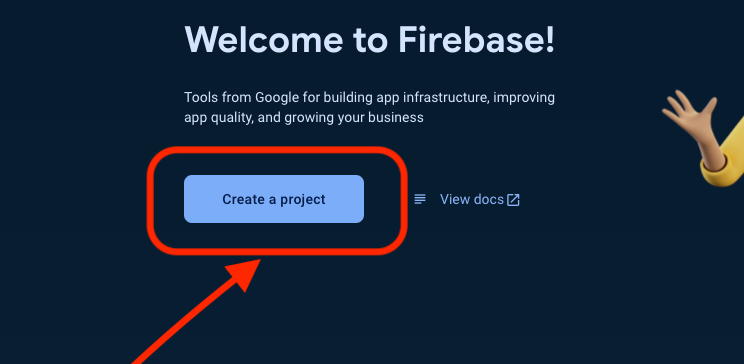 Welcome to Firebase!
Tools from Google for building app infrastructure, improving
app quality, and growing your business
Create a project
View docs